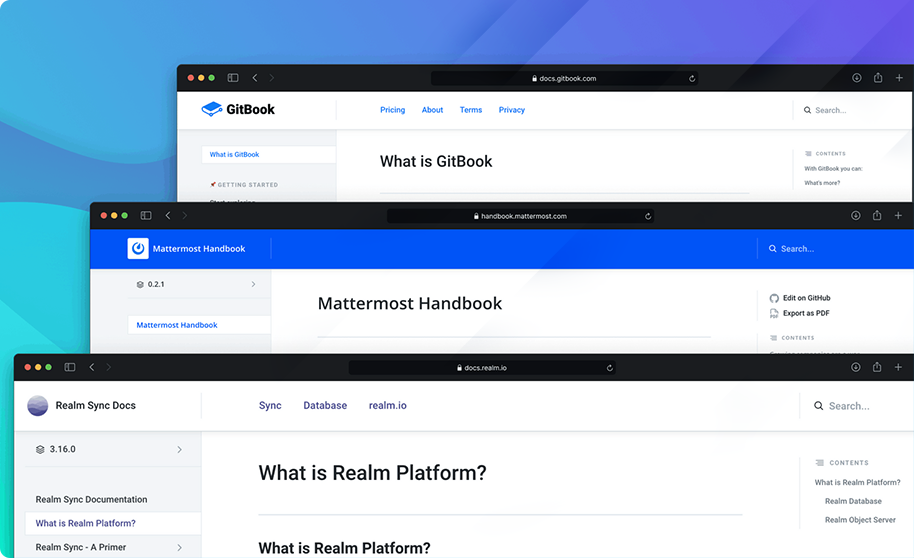 docs.gitbook.com
GitBook
Pricing
About
Terms
Privacy
Search...
What is GitBook
GETTING STARTED
What is GitBook
CONTENTS
With GitBook you can:
What's more?
handbook.mattermost.com
Mattermost Handbook
Search...
0.2.1
Mattermost Handbook
Mattermost Handbook
Edit on GitHub
Export as PDF
CONTENTS
docs.realm.io
Realm Sync Docs
Sync
Database
realm.io
Search...
3.16.0
Realm Sync Documentation
What is Realm Platform?
Realm Sync - A Primer
What is Realm Platform?
What is Realm Platform?
CONTENTS
What is Realm Platform?
Realm Database
Realm Object Server